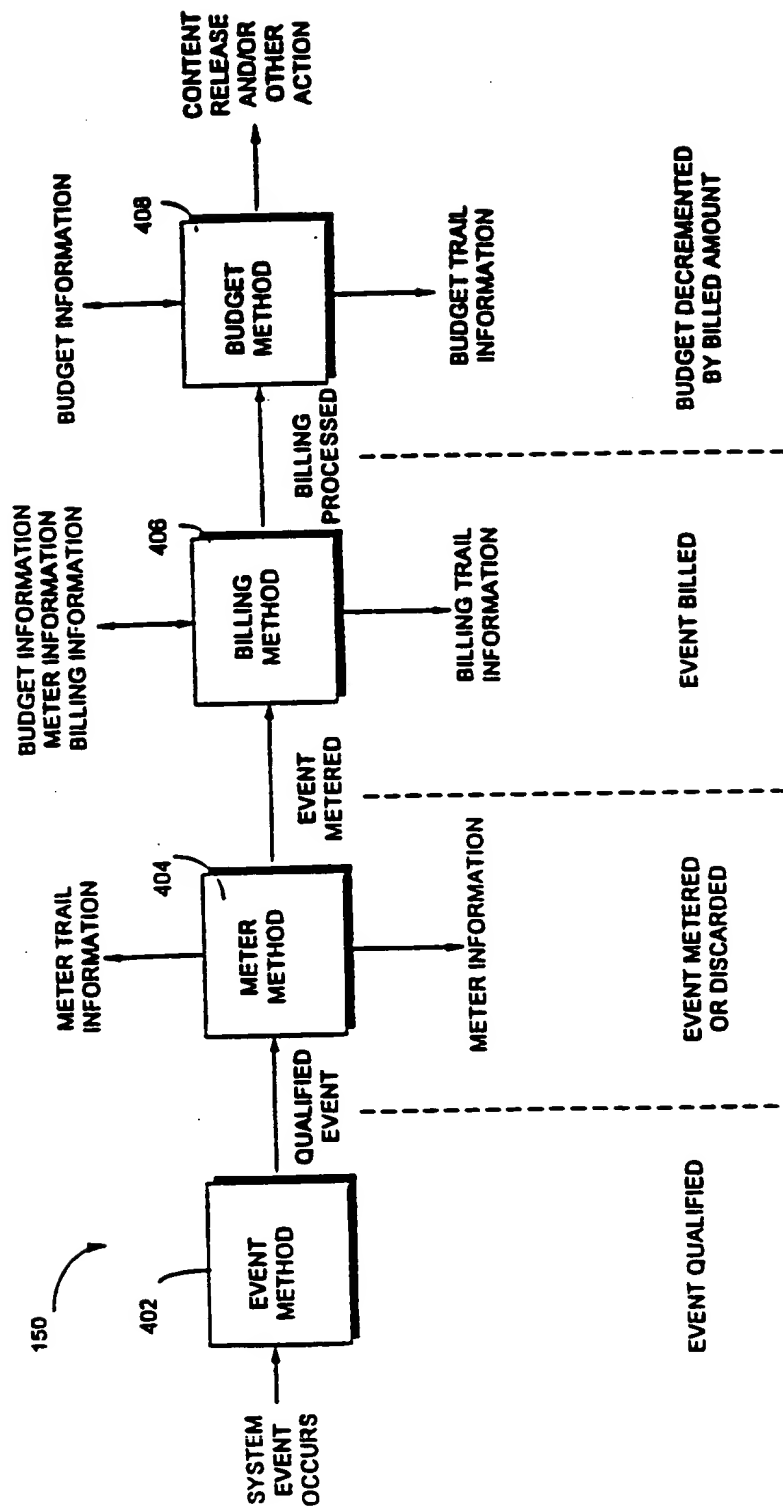 150
SYSTEM
EVENT
OCCURS
402
EVENT
METHOD
QUALIFIED
EVENT
EVENT QUALIFIED
METER TRAIL
INFORMATION
404
METER
METHOD
METER INFORMATION
EVENT
METERED
EVENT METERED
OR DISCARDED
BUDGET INFORMATION
METER INFORMATION
BILLING INFORMATION
406
BILLING
METHOD
BILLING TRAIL
INFORMATION
BILLING
PROCESSED
EVENT BILLED
BUDGET INFORMATION
408
BUDGET
METHOD
BUDGET TRAIL
INFORMATION
CONTENT
RELEASE
AND/OR
OTHER
ACTION
BUDGET DECREMENTED
BY BILLED AMOUNT